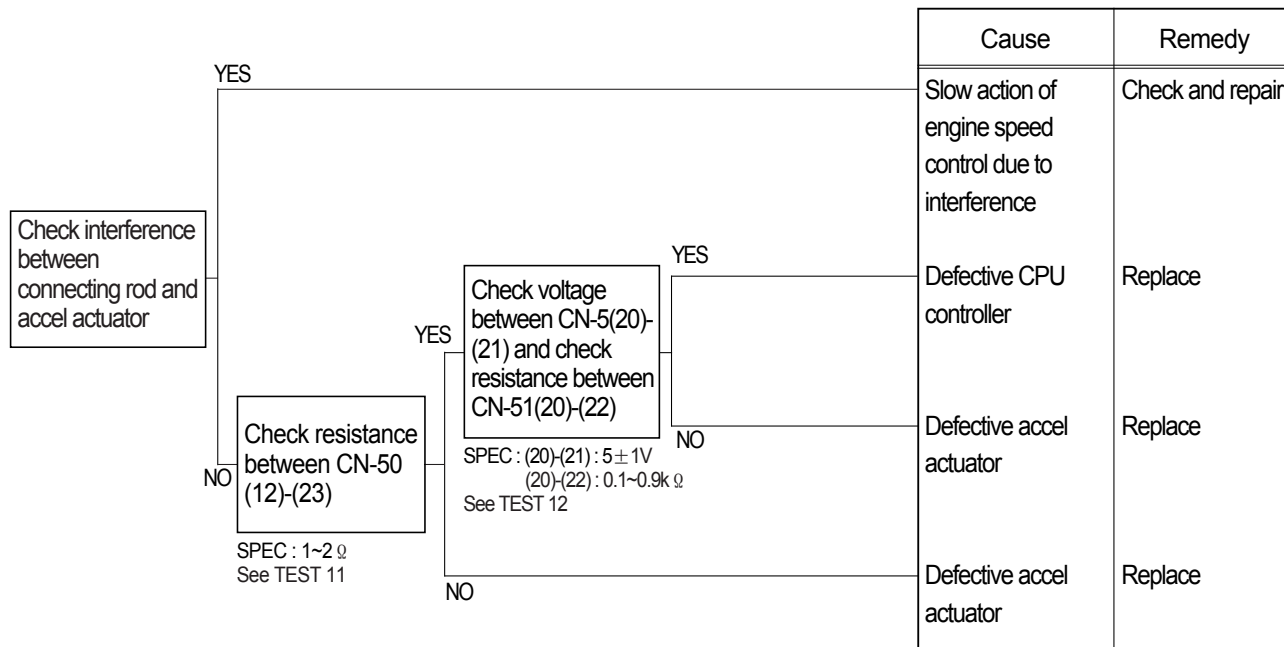 Cause
Remedy
YES
Slow action of
engine speed
control due to
interference
Check and repair
Check interference
between
connecting rod and
accel actuator
YES
Defective CPU
controller
Replace
YES
Check voltage
between CN-5(20)-
(21) and check
resistance between
CN-51(20)-(22)
NO
Defective accel
actuator
Replace
SPEC : (20)-(21) : 5±1V
(20)-(22) : 0.1~0.9k Ω
See TEST 12
NO
Check resistance
between CN-50
(12)-(23)
SPEC : 1~2 Ω
See TEST 11
NO
Defective accel
actuator
Replace